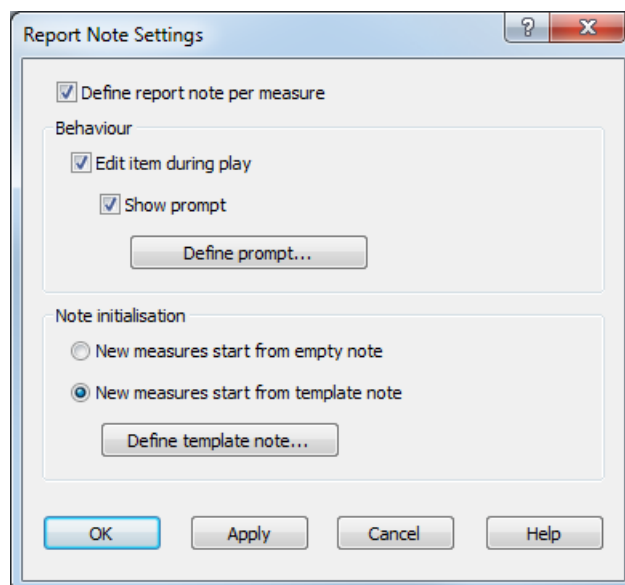 Report Note Settings
Define report note per measure
Behaviour
Edit item during play
Show prompt
Define prompt...
Note initialisation
New measures start from empty note
New measures start from template note
Define template note...
OK Apply Cancel Help